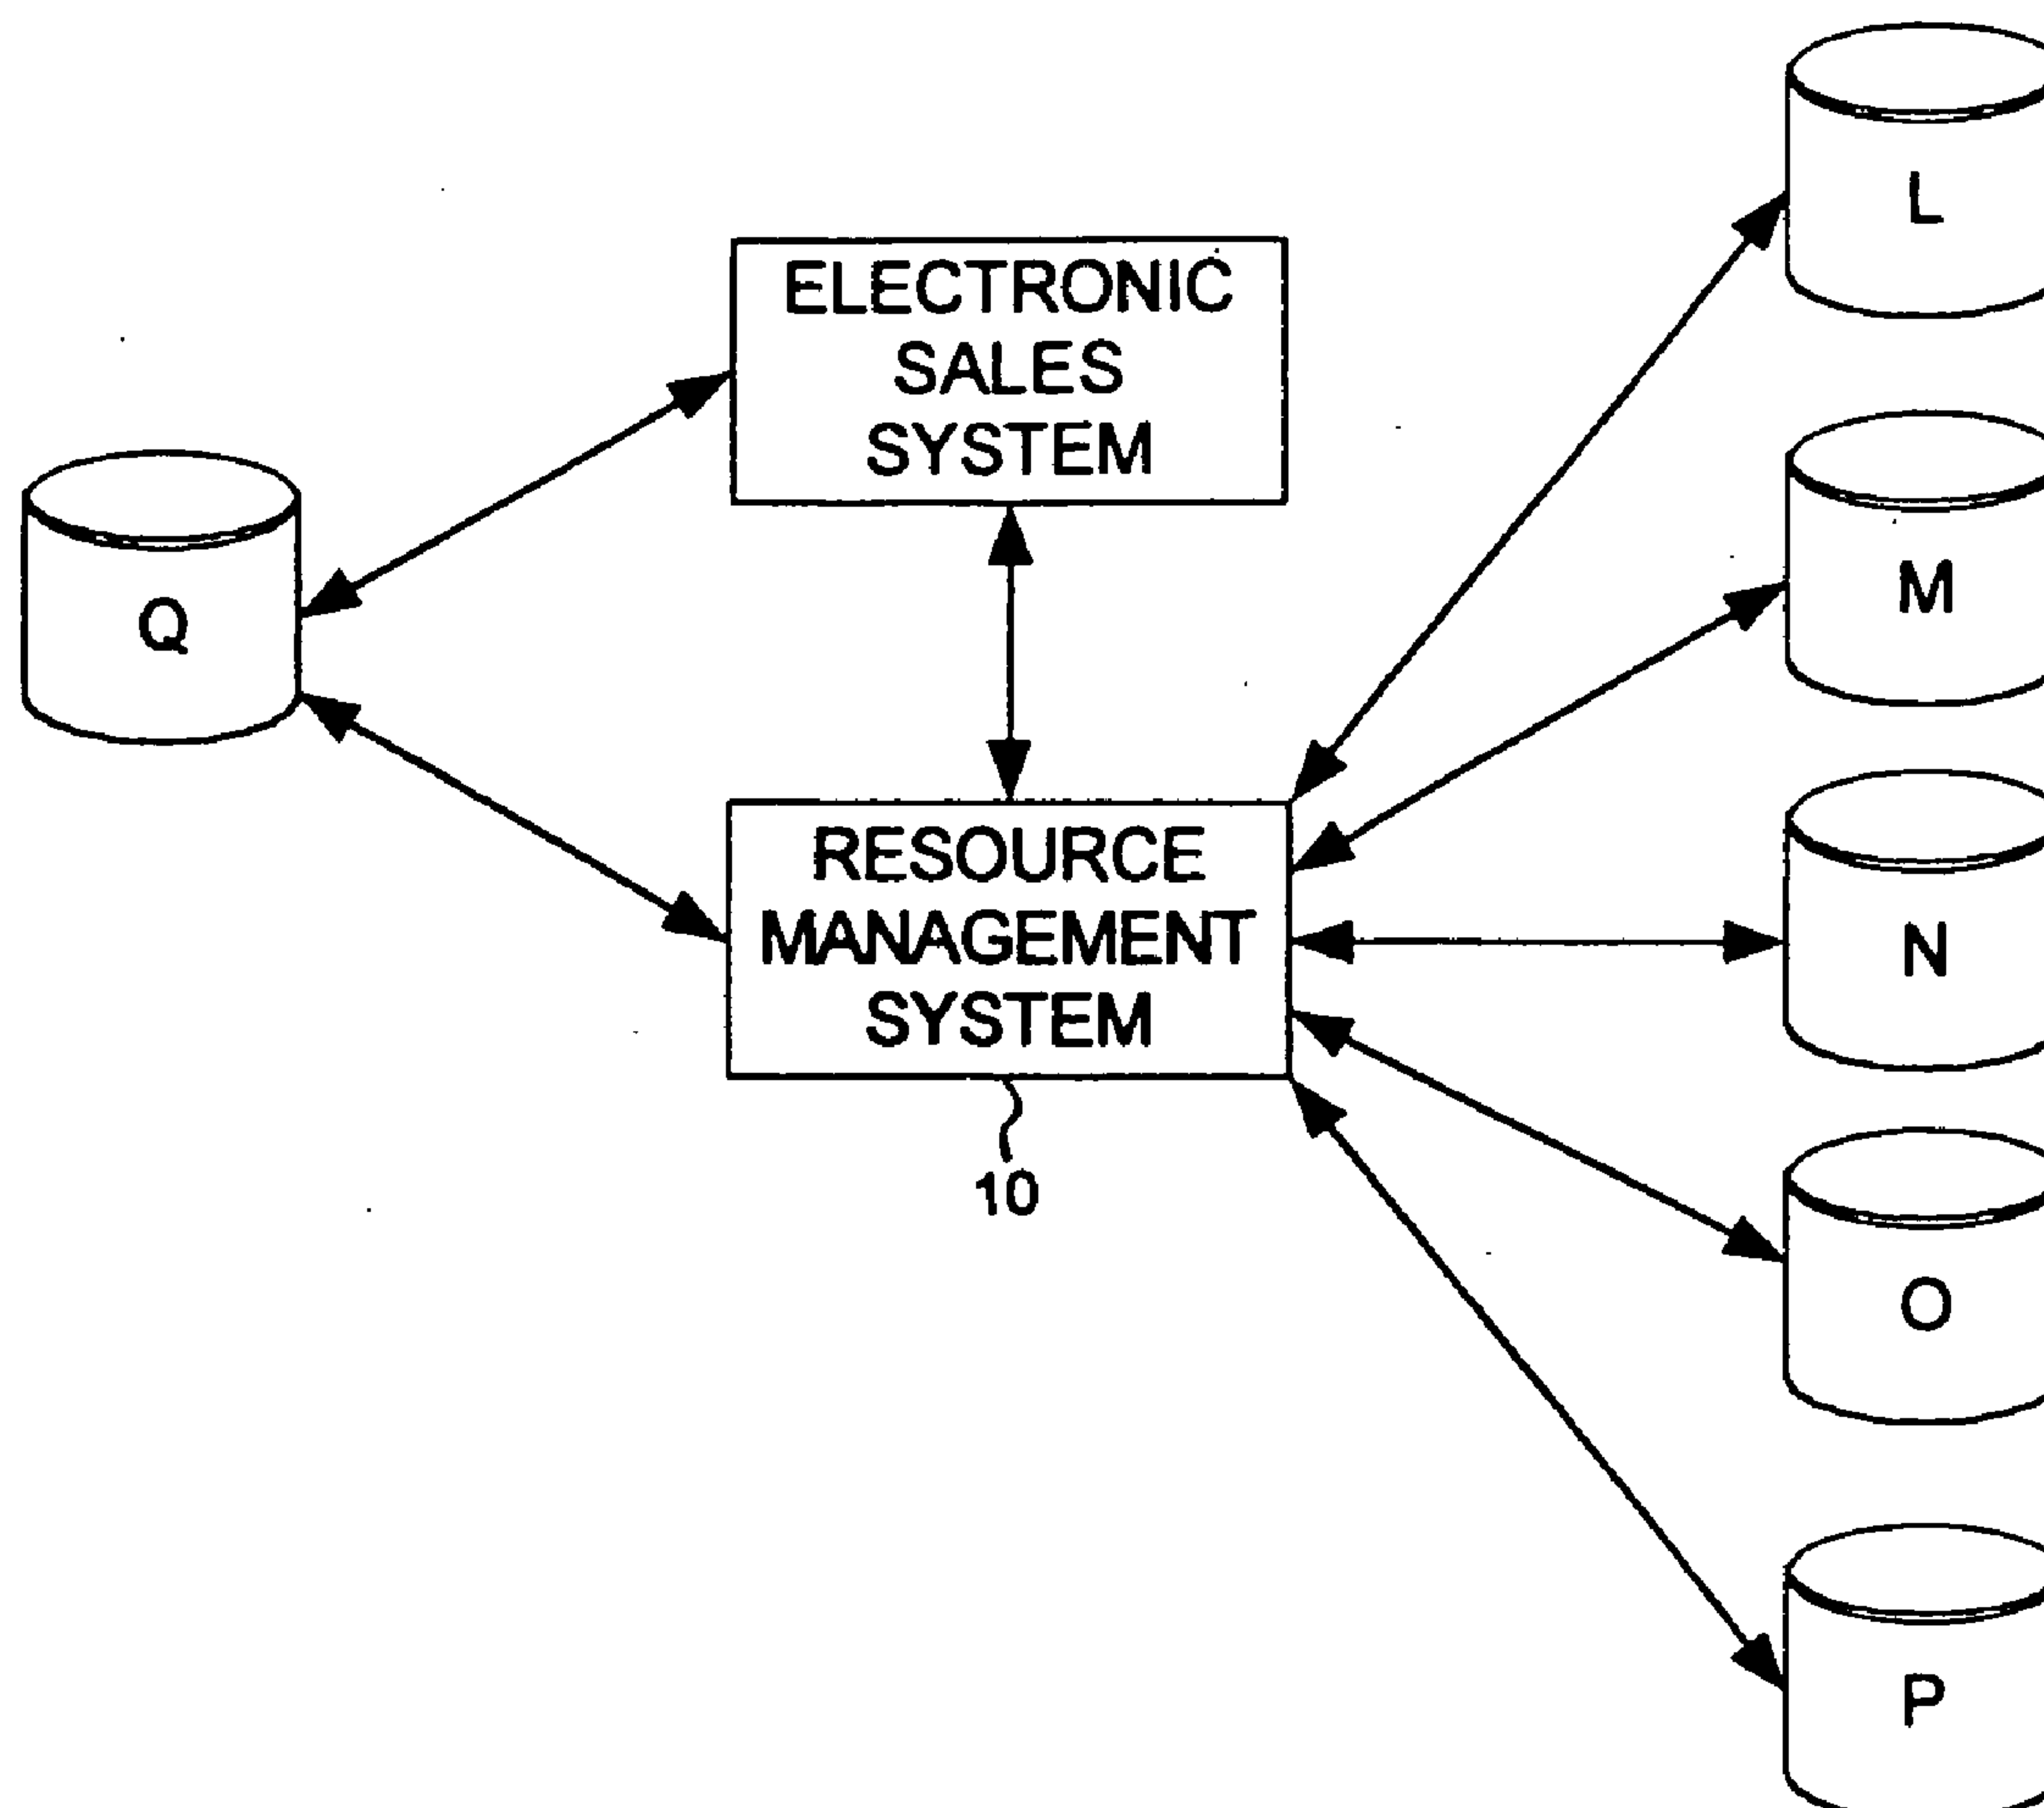 L
ELECTRONIC
SALES
SYSTEM
M
Q
RESOURCE
MANAGEMENT
SYSTEM
N
10
O
P